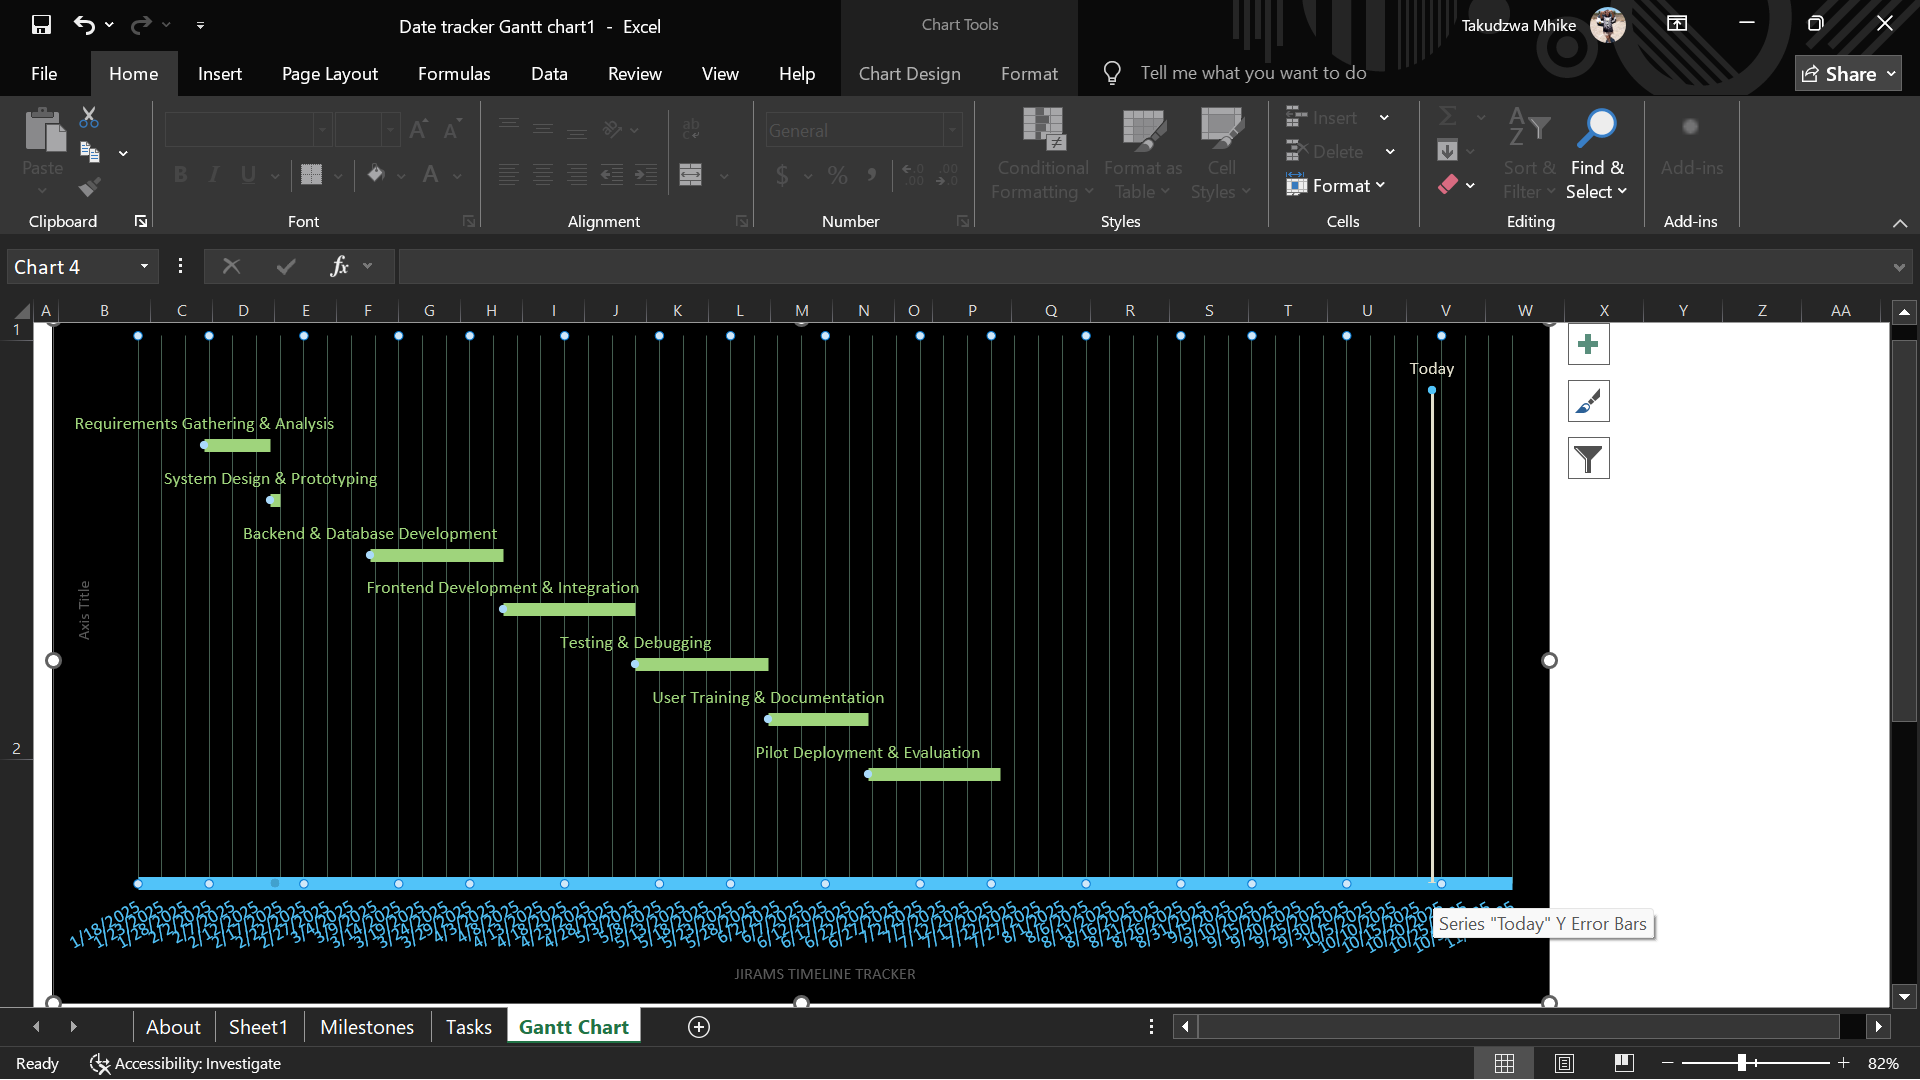 Date tracker Gantt chart1 - Excel
Chart Tools
Takudzwa Mhike
File Home Insert Page Layout Formulas Data Review View Help Chart Design Format Tell me what you want to do Share
Paste
General
Conditional Formatting
Format as Table
Cell Styles
Insert
Delete
Format
Sort & Filter
Find & Select
Add-ins
Clipboard Font Alignment Number Styles Cells Editing Add-ins
Chart 4
fx
A B C D E F G H I J K L M N O P Q R S T U V W X Y Z AA
1
Today
Requirements Gathering & Analysis
System Design & Prototyping
Backend & Database Development
Frontend Development & Integration
Axis Title
Testing & Debugging
User Training & Documentation
2
Pilot Deployment & Evaluation
1/18/2025
Series "Today" Y Error Bars
JIRAMS TIMELINE TRACKER
About Sheet1 Milestones Tasks Gantt Chart
Ready Accessibility: Investigate 82%